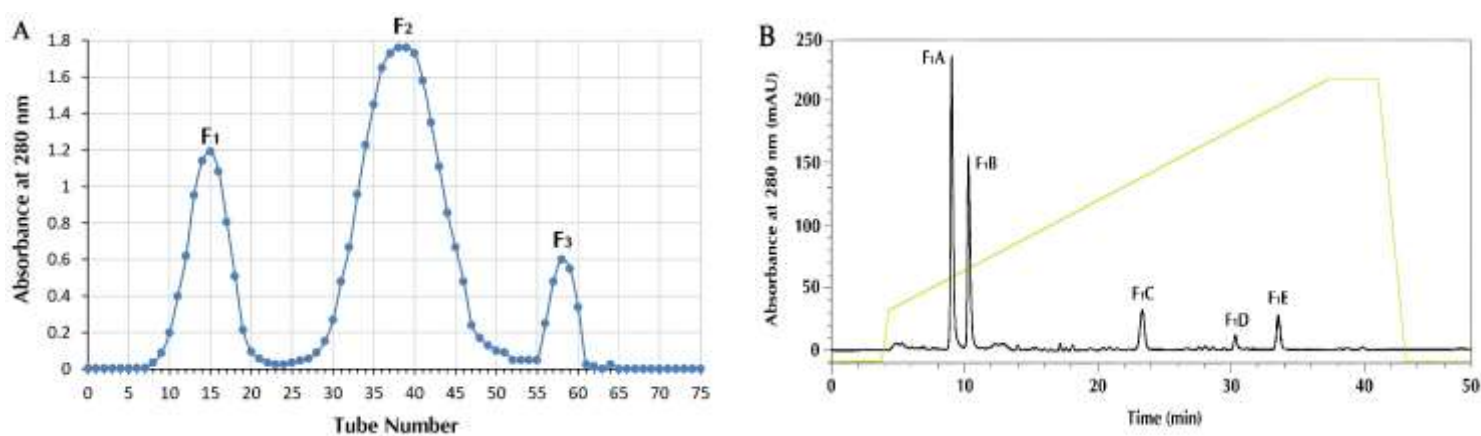 A
F2
F1
F3
1.8
1.6
1.4
1.2
1
0.8
0.6
0.4
0.2
0
Absorbance at 280 nm
0 5 10 15 20 25 30 35 40 45 50 55 60 65 70 75
Tube Number
B
F1A
F1B
F1C
F1D
F1E
250
200
150
100
50
0
Absorbance at 280 nm (mAU)
0 10 20 30 40 50
Time (min)